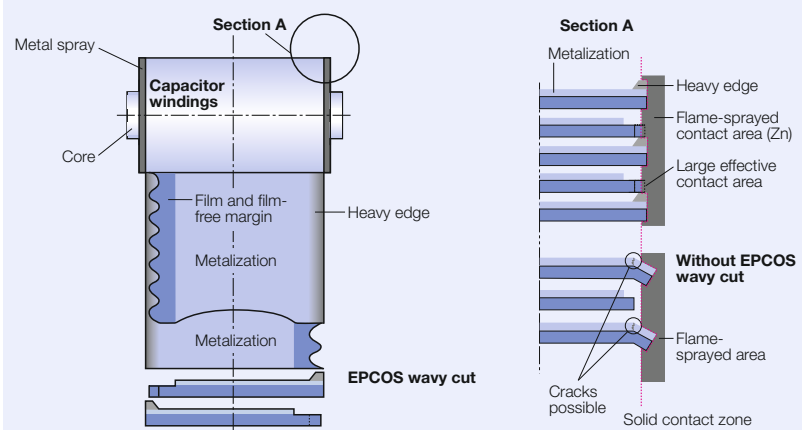 Section A
Metal spray
Capacitor
windings
Core
Film and film-
free margin
Heavy edge
Metalization
Metalization
EPCOS wavy cut
Section A
Metalization
Heavy edge
Flame-sprayed
contact area (Zn)
Large effective
contact area
Without EPCOS
wavy cut
Flame-
sprayed area
Cracks
possible
Solid contact zone